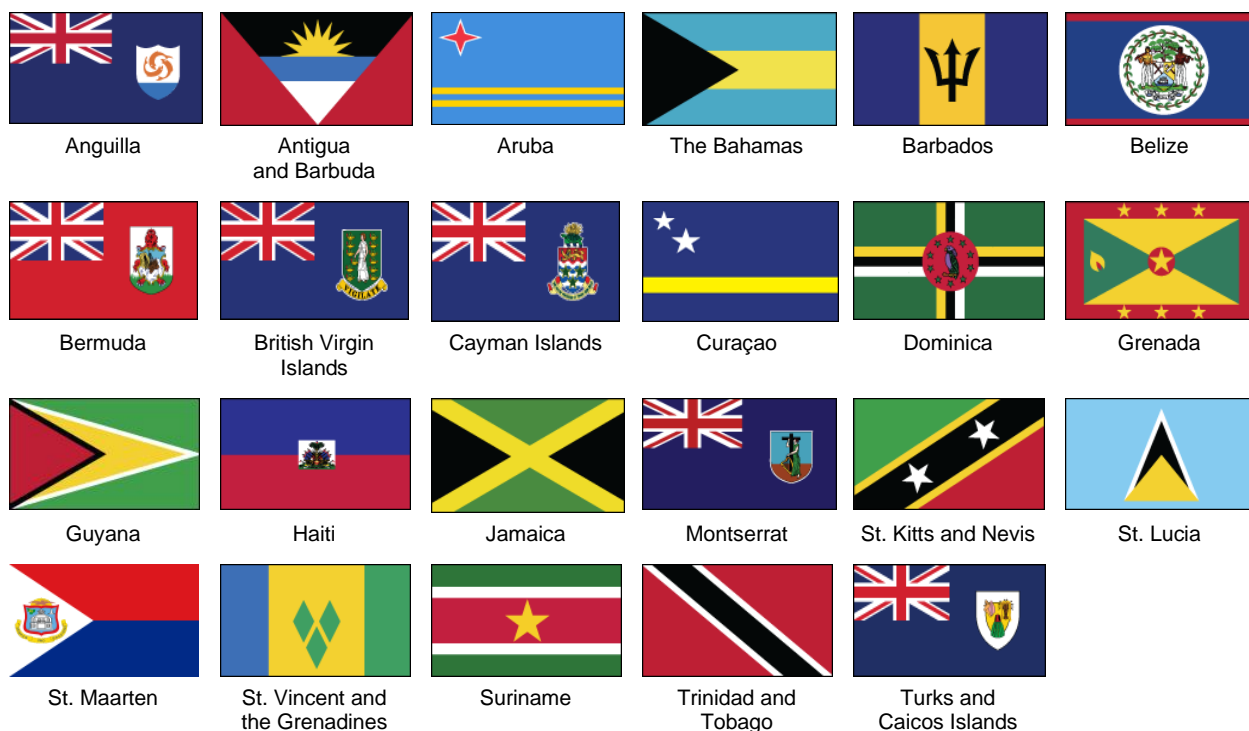 Anguilla
Antigua
and Barbuda
Aruba
The Bahamas
Barbados
Belize
VIGILATE
Bermuda
British Virgin
Islands
Cayman Islands
Curaçao
Dominica
Grenada
Guyana
Haiti
Jamaica
Montserrat
St. Kitts and Nevis
St. Lucia
St. Maarten
St. Vincent and
the Grenadines
Suriname
Trinidad and
Tobago
Turks and
Caicos Islands